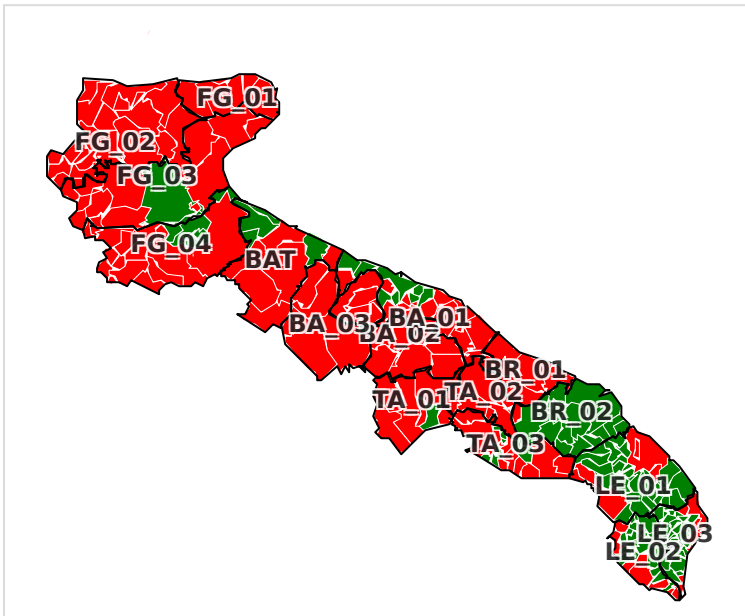 FG_01
FG_02
FG_03
FG_04
BAT
BA_01
BA_03
BA_02
BR_01
TA_02
TA_01
BR_02
TA_03
LE_01
LE_03
LE_02